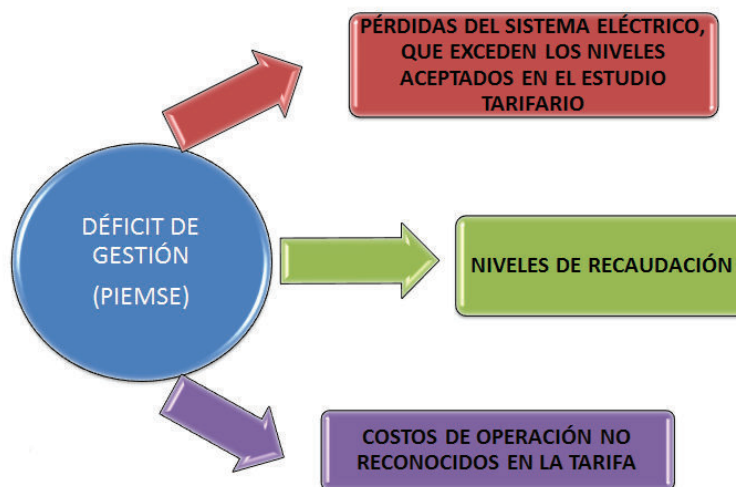 PÉRDIDAS DEL SISTEMA ELÉCTRICO,
QUE EXCEDEN LOS NIVELES
ACEPTADOS EN EL ESTUDIO
TARIFARIO
DÉFICIT DE
GESTIÓN
(PIEMSE)
NIVELES DE RECAUDACIÓN
COSTOS DE OPERACIÓN NO
RECONOCIDOS EN LA TARIFA